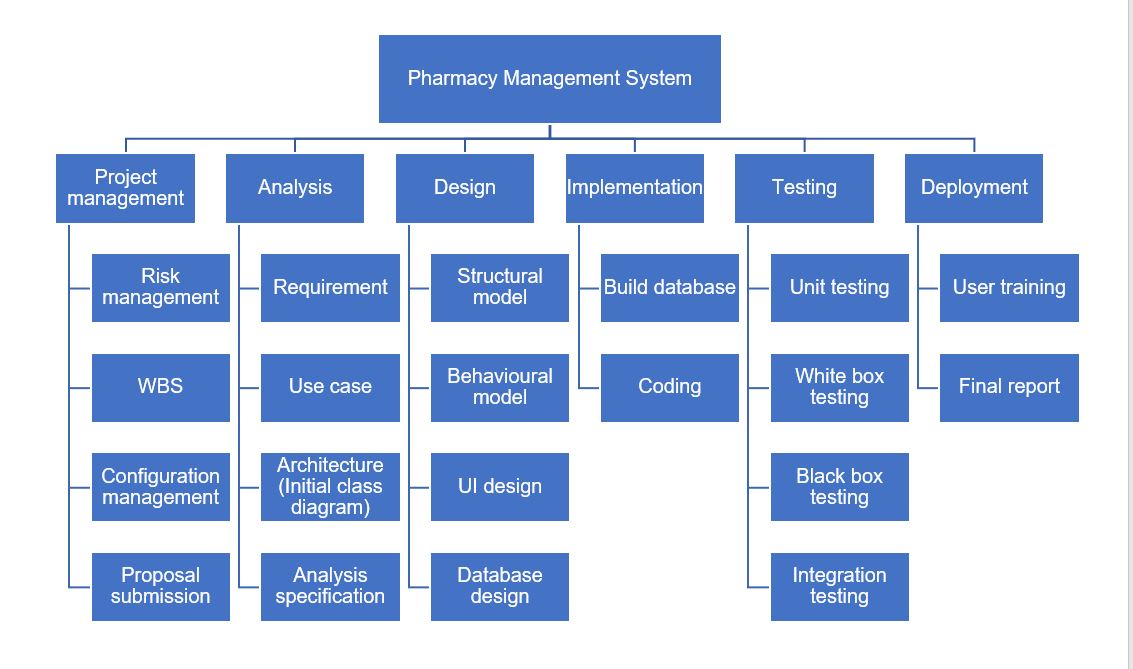 Pharmacy Management System
Project
management
Analysis
Design
Implementation
Testing
Deployment
Risk
management
Requirement
Structural
model
Build database
Unit testing
User training
WBS
Use case
Behavioural
model
Coding
White box
testing
Final report
Configuration
management
Architecture
(Initial class
diagram)
UI design
Black box
testing
Proposal
submission
Analysis
specification
Database
design
Integration
testing